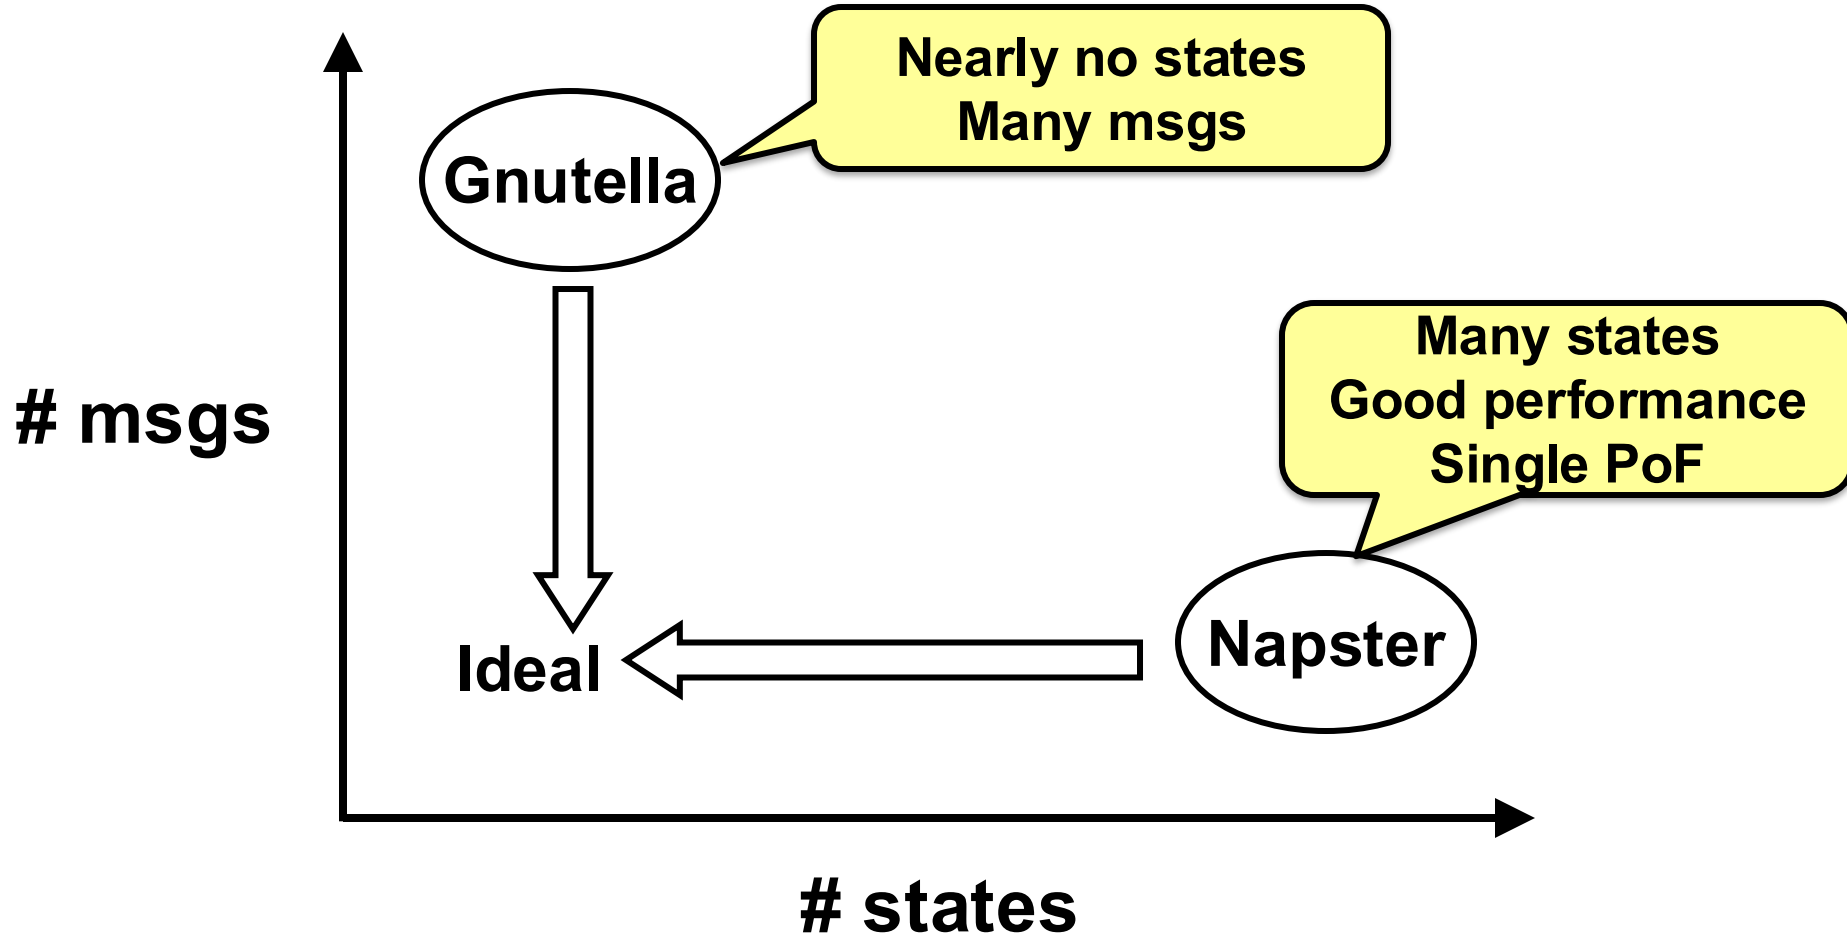 Nearly no states
Many msgs
Gnutella
Many states
Good performance
Single PoF
# msgs
Napster
Ideal
# states